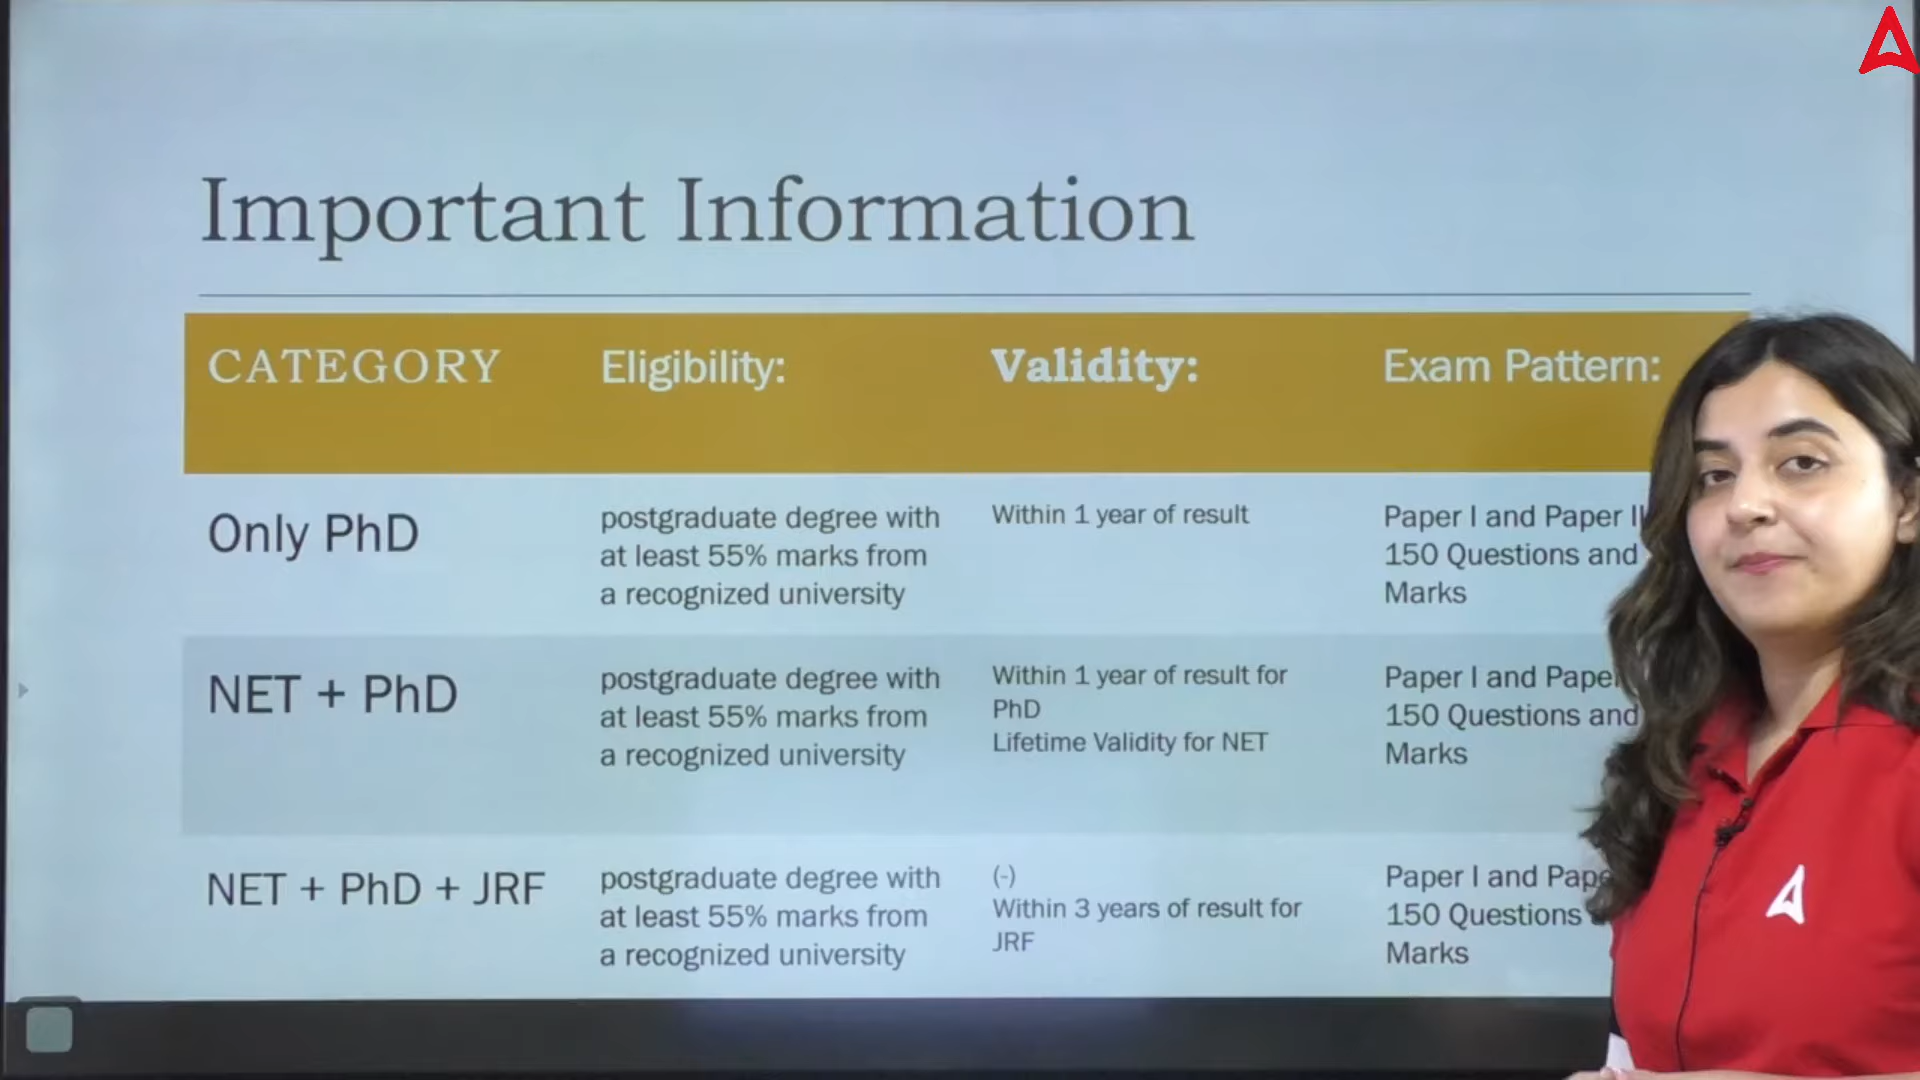 Important Information
CATEGORY
Eligibility:
Validity:
Exam Pattern:
Only PhD
postgraduate degree with
at least 55% marks from
a recognized university
Within 1 year of result
Paper I and Paper II
150 Questions and
Marks
NET + PhD
postgraduate degree with
at least 55% marks from
a recognized university
Within 1 year of result for
PhD
Lifetime Validity for NET
Paper I and Paper
150 Questions and
Marks
NET + PhD + JRF
postgraduate degree with
at least 55% marks from
a recognized university
(-)
Within 3 years of result for
JRF
Paper I and
150 Questions
Marks